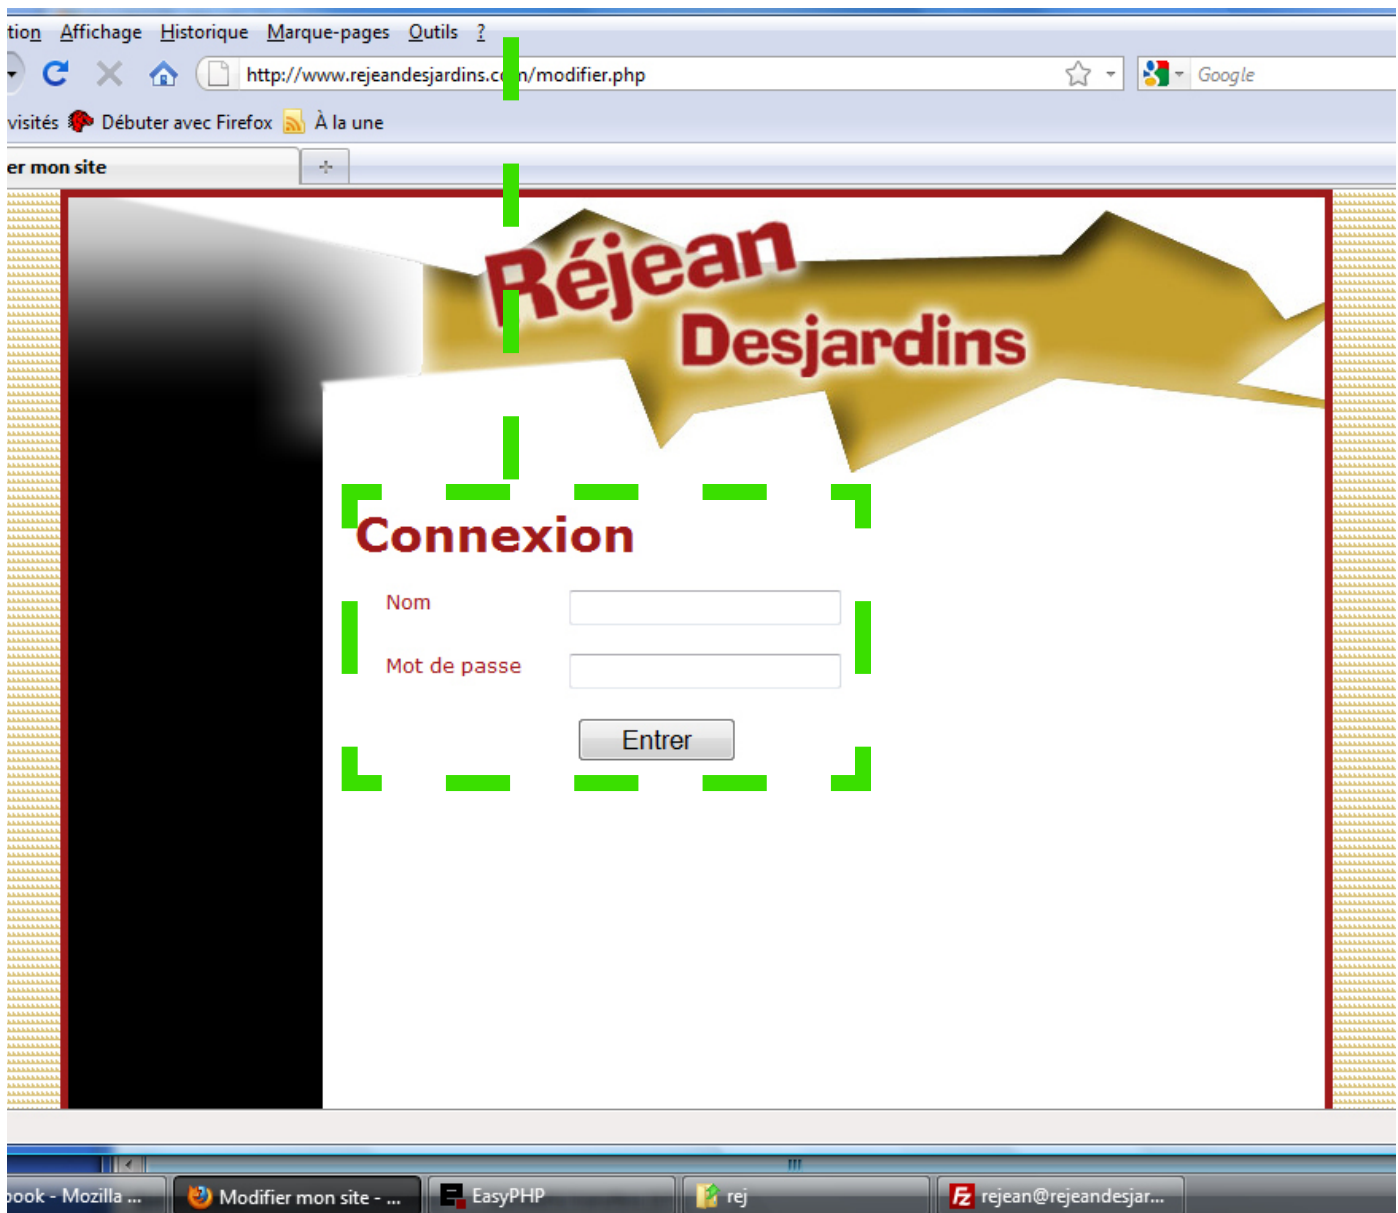 tion Affichage Historique Marque-pages Outils ?
http://www.rejeandesjardins.com/modifier.php Google
visités Débuter avec Firefox À la une
er mon site
Réjean
Desjardins
Connexion
Nom
Mot de passe
Entrer
book - Mozilla ... Modifier mon site - ... EasyPHP rej rejean@rejeandesjar...